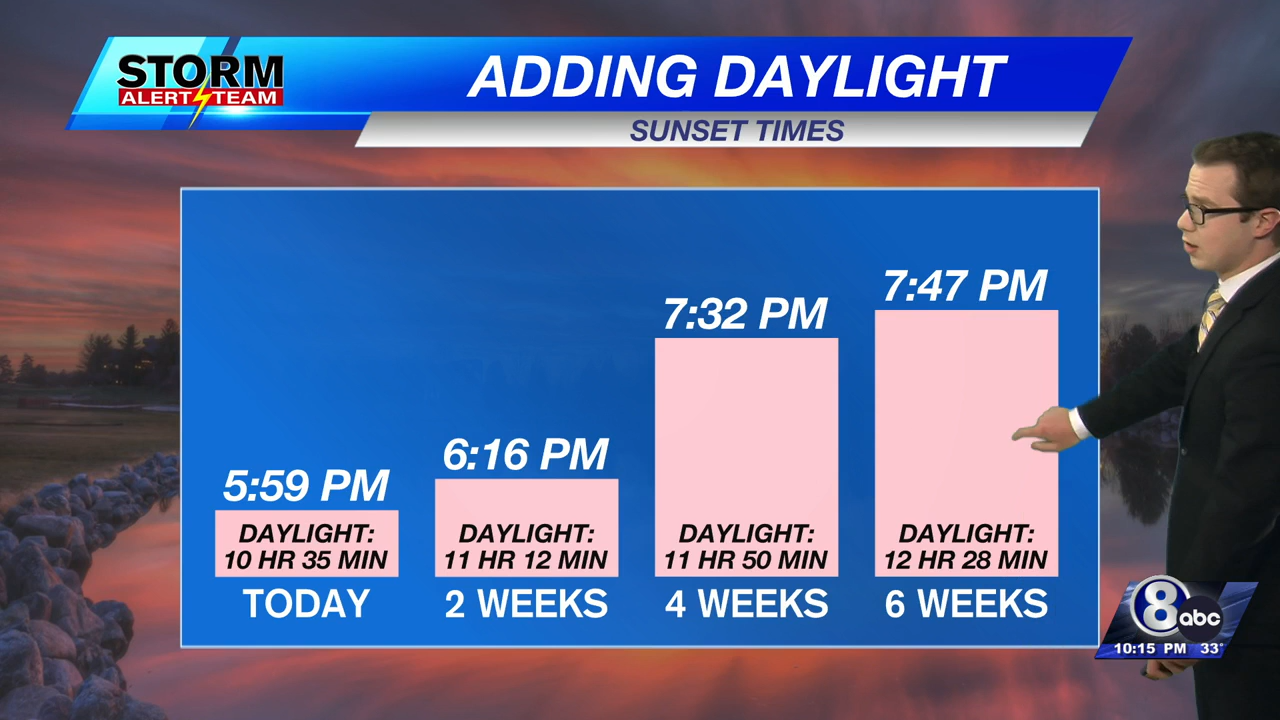 STORM
ALERT TEAM
ADDING DAYLIGHT
SUNSET TIMES
5:59 PM
DAYLIGHT:
10 HR 35 MIN
TODAY
6:16 PM
DAYLIGHT:
11 HR 12 MIN
2 WEEKS
7:32 PM
DAYLIGHT:
11 HR 50 MIN
4 WEEKS
7:47 PM
DAYLIGHT:
12 HR 28 MIN
6 WEEKS
8 abc
10:15 PM 33°